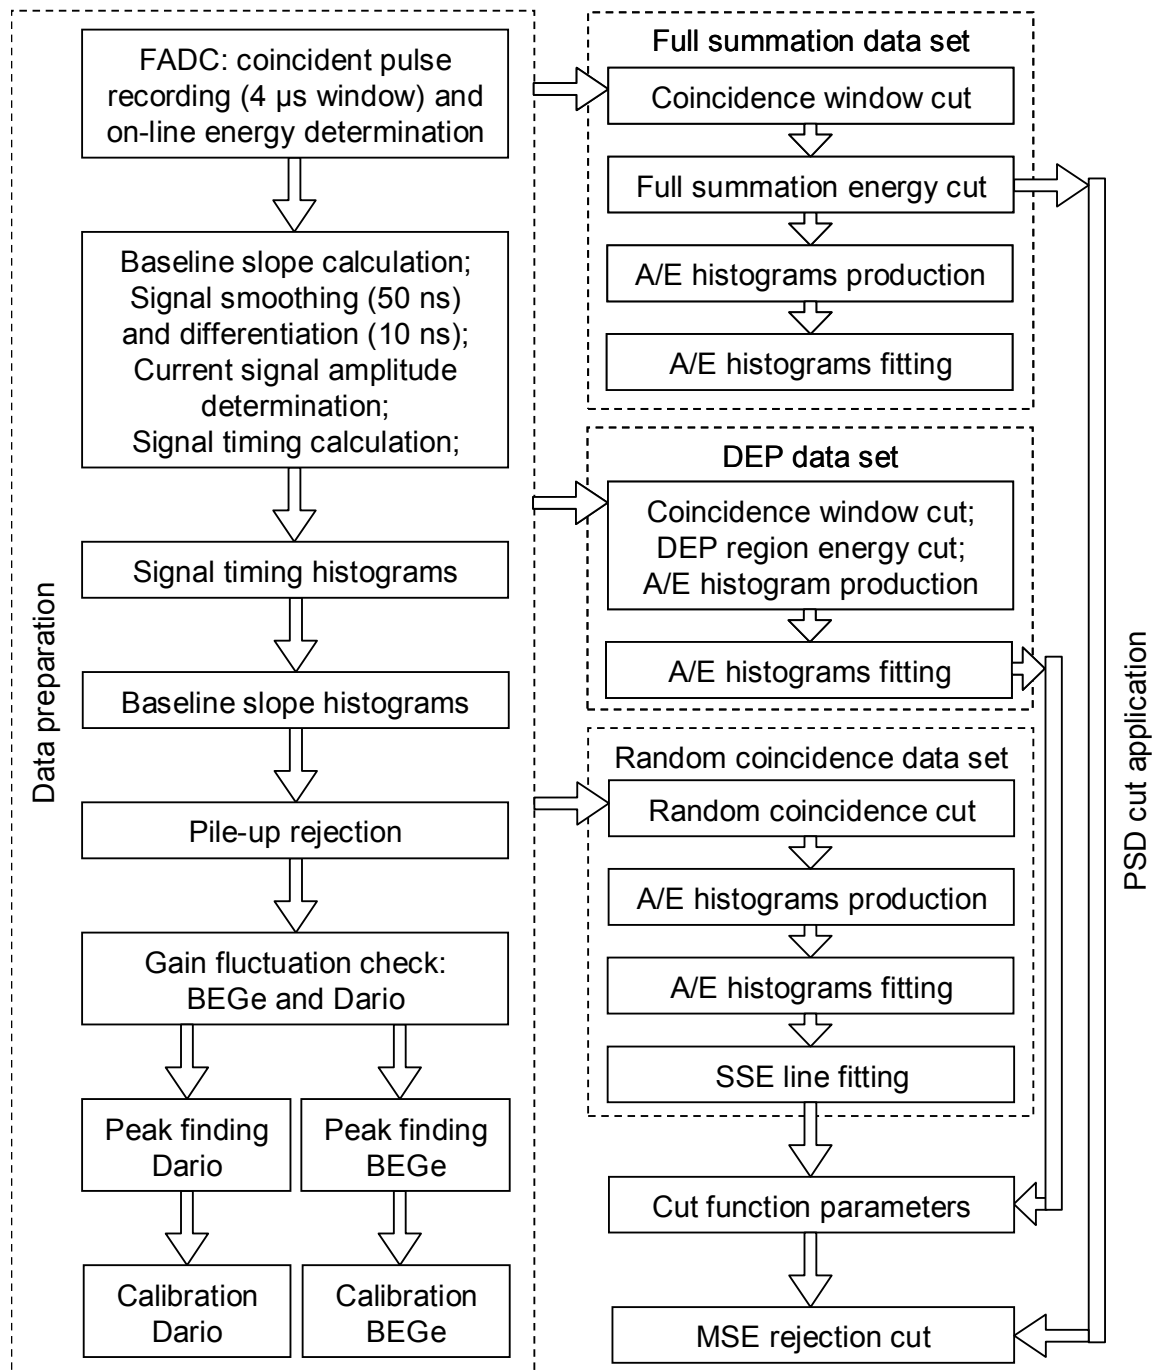 Data preparation
FADC: coincident pulse
recording (4 µs window) and
on-line energy determination
Baseline slope calculation;
Signal smoothing (50 ns)
and differentiation (10 ns);
Current signal amplitude
determination;
Signal timing calculation;
Signal timing histograms
Baseline slope histograms
Pile-up rejection
Gain fluctuation check:
BEGe and Dario
Peak finding
Dario
Peak finding
BEGe
Calibration
Dario
Calibration
BEGe
Full summation data set
Coincidence window cut
Full summation energy cut
A/E histograms production
A/E histograms fitting
DEP data set
Coincidence window cut;
DEP region energy cut;
A/E histogram production
A/E histograms fitting
Random coincidence data set
Random coincidence cut
A/E histograms production
A/E histograms fitting
SSE line fitting
Cut function parameters
MSE rejection cut
PSD cut application